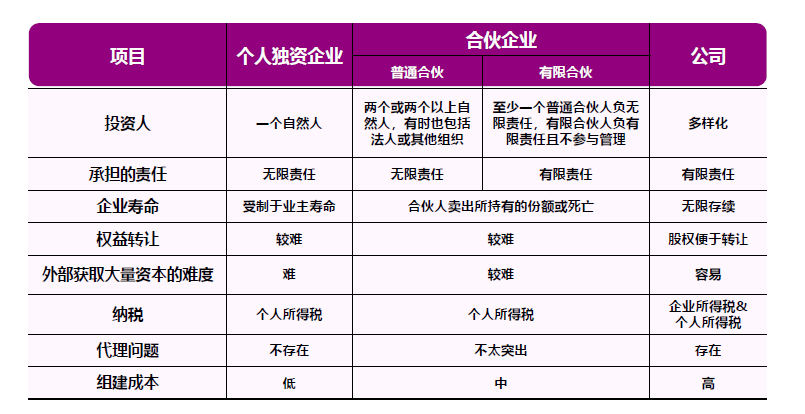 项目
个人独资企业
合伙企业
公司
普通合伙
有限合伙
投资人
一个自然人
两个或两个以上自
然人，有时也包括
法人或其他组织
至少一个普通合伙人负无
限责任，有限合伙人负有
限责任且不参与管理
多样化
承担的责任
无限责任
无限责任
有限责任
有限责任
企业寿命
受制于业主寿命
合伙人卖出所持有的份额或死亡
无限存续
权益转让
较难
较难
股权便于转让
外部获取大量资本的难度
难
较难
容易
纳税
个人所得税
个人所得税
企业所得税&
个人所得税
代理问题
不存在
不太突出
存在
组建成本
低
中
高